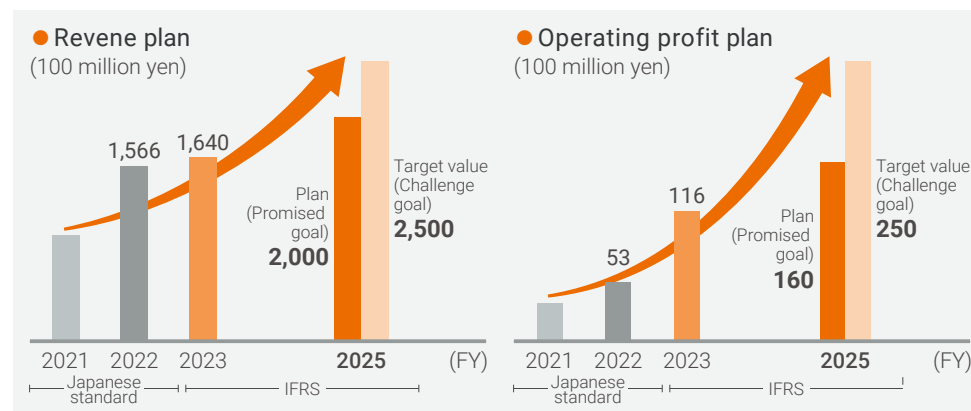 Revene plan
(100 million yen)
1,566
1,640
Plan
(Promised
goal)
2,000
Target value
(Challenge
goal)
2,500
2021
2022
2023
2025
(FY)
Japanese
standard
IFRS
Operating profit plan
(100 million yen)
53
116
Plan
(Promised
goal)
160
Target value
(Challenge
goal)
250
2021
2022
2023
2025
(FY)
Japanese
standard
IFRS